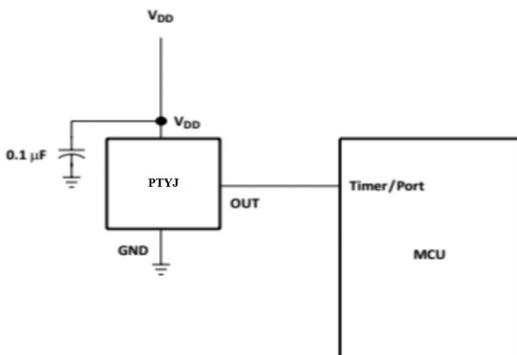 VDD
VDD
0.1 µF
PTYJ
OUT
Timer/Port
GND
MCU